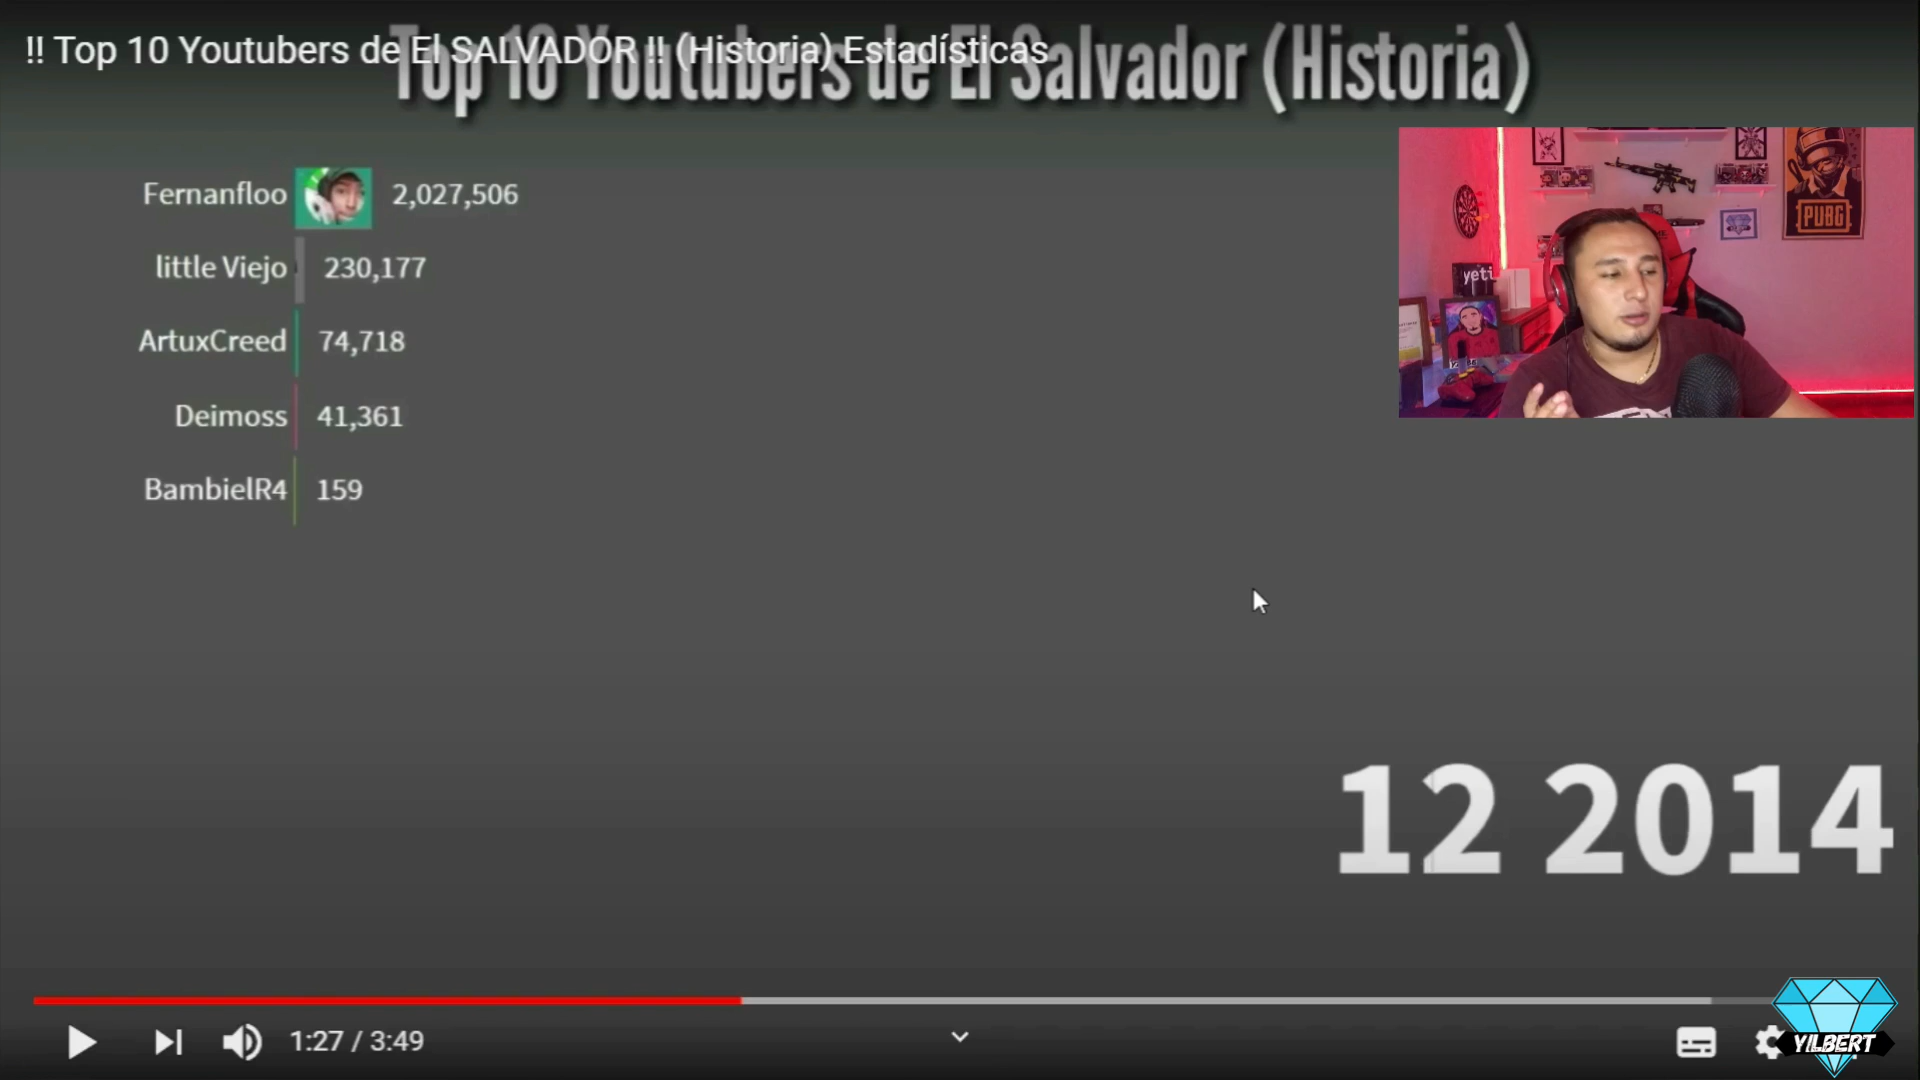 !! Top 10 Youtubers de El SALVADOR !! (Historia) Estadísticas
Top 10 Youtubers de El Salvador (Historia)
Fernanfloo 2,027,506
little Viejo 230,177
ArtuxCreed 74,718
Deimoss 41,361
BambielR4 159
PUBG
yeti
12 2014
1:27 / 3:49
YILBERT